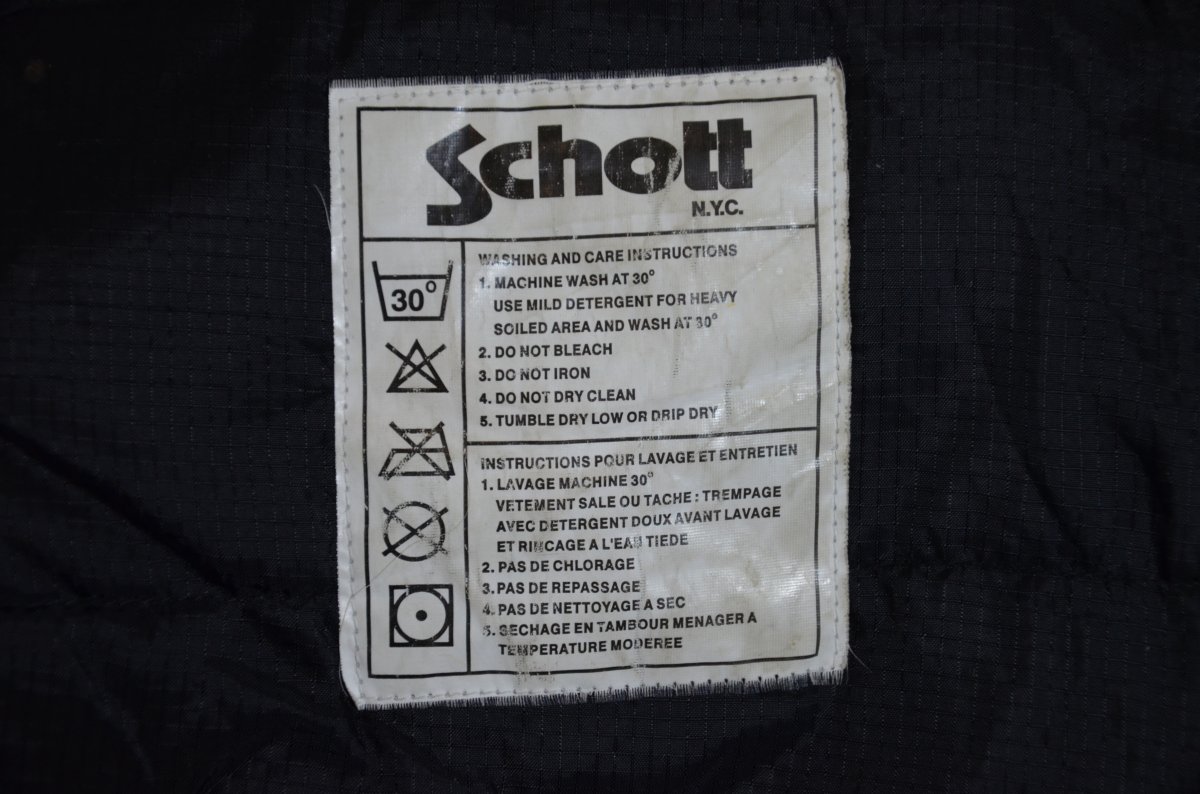 Schott
N.Y.C.
30°
WASHING AND CARE INSTRUCTIONS
1. MACHINE WASH AT 30°
USE MILD DETERGENT FOR HEAVY
SOILED AREA AND WASH AT 30°
2. DO NOT BLEACH
3. DO NOT IRON
4. DO NOT DRY CLEAN
5. TUMBLE DRY LOW OR DRIP DRY
INSTRUCTIONS POUR LAVAGE ET ENTRETIEN
1. LAVAGE MACHINE 30°
VETEMENT SALE OU TACHE : TREMPAGE
AVEC DETERGENT DOUX AVANT LAVAGE
ET RINCAGE A L'EAU TIEDE
2. PAS DE CHLORAGE
3. PAS DE REPASSAGE
4. PAS DE NETTOYAGE A SEC
5. SECHAGE EN TAMBOUR MENAGER A
TEMPERATURE MODEREE